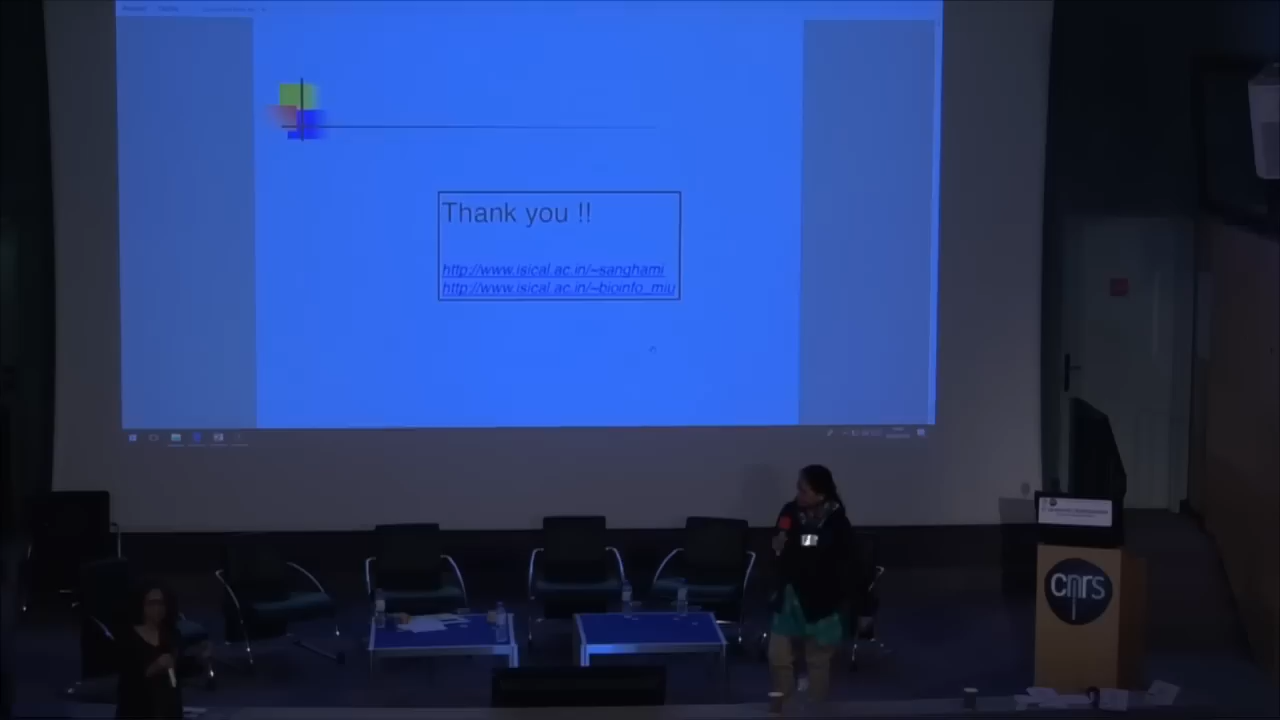 Thank you !!
http://www.isical.ac.in/~sanghami
http://www.isical.ac.in/~bioinfo_miu
cnrs